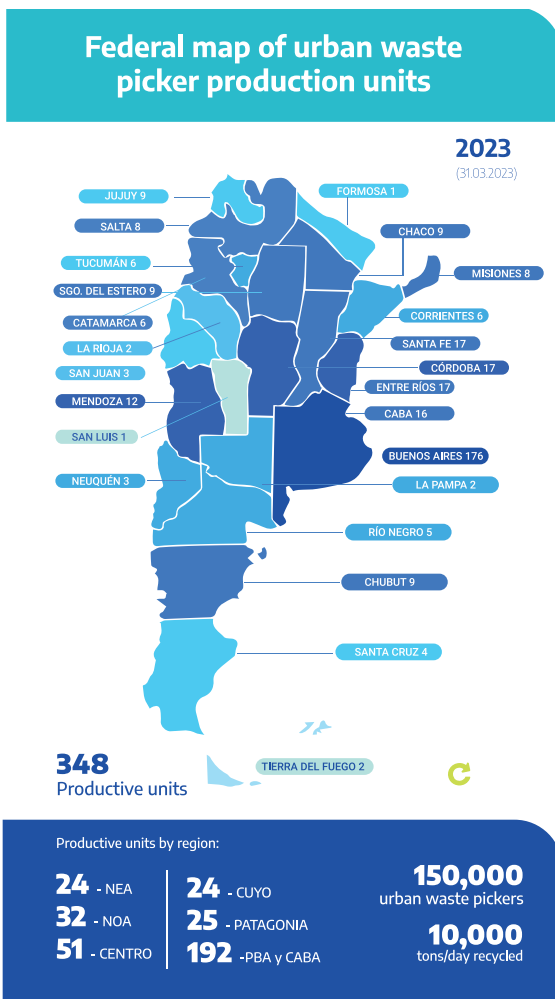 Federal map of urban waste
picker production units
2023
(31.03.2023)
JUJUY 9
FORMOSA 1
SALTA 8
CHACO 9
TUCUMÁN 6
MISIONES 8
SGO. DEL ESTERO 9
CATAMARCA 6
CORRIENTES 6
LA RIOJA 2
SANTA FE 17
SAN JUAN 3
CÓRDOBA 17
MENDOZA 12
ENTRE RÍOS 17
CABA 16
SAN LUIS 1
BUENOS AIRES 176
NEUQUÉN 3
LA PAMPA 2
RÍO NEGRO 5
CHUBUT 9
SANTA CRUZ 4
348
Productive units
TIERRA DEL FUEGO 2
Productive units by region:
24 - NEA
32 - NOA
51 - CENTRO
24 - CUYO
25 - PATAGONIA
192 -PBA y CABA
150,000
urban waste pickers
10,000
tons/day recycled